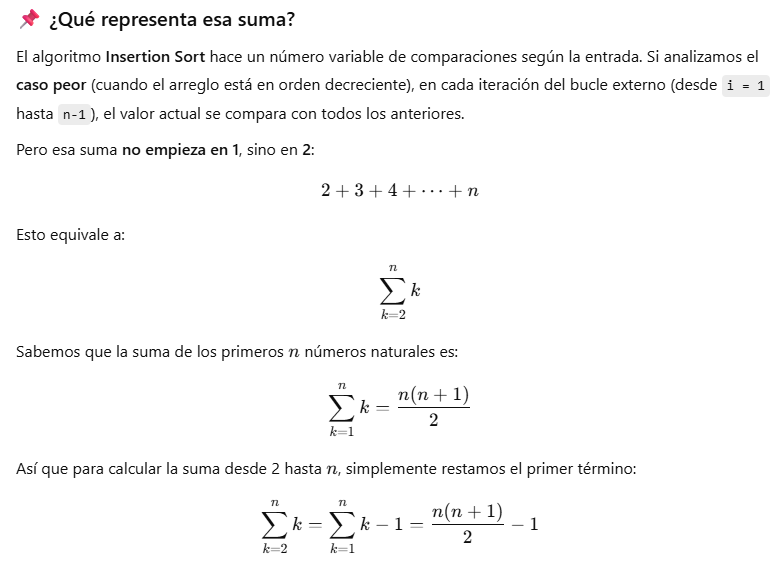 📌 ¿Qué representa esa suma?
El algoritmo Insertion Sort hace un número variable de comparaciones según la entrada. Si analizamos el
caso peor (cuando el arreglo está en orden decreciente), en cada iteración del bucle externo (desde i = 1
hasta n-1 ), el valor actual se compara con todos los anteriores.
Pero esa suma no empieza en 1, sino en 2:
2 + 3 + 4 + ⋯ + n
Esto equivale a:
\sum_{k=2}^{n} k
Sabemos que la suma de los primeros n números naturales es:
\sum_{k=1}^{n} k = \frac{n(n + 1)}{2}
Así que para calcular la suma desde 2 hasta n, simplemente restamos el primer término:
\sum_{k=2}^{n} k = \sum_{k=1}^{n} k − 1 = \frac{n(n + 1)}{2} − 1